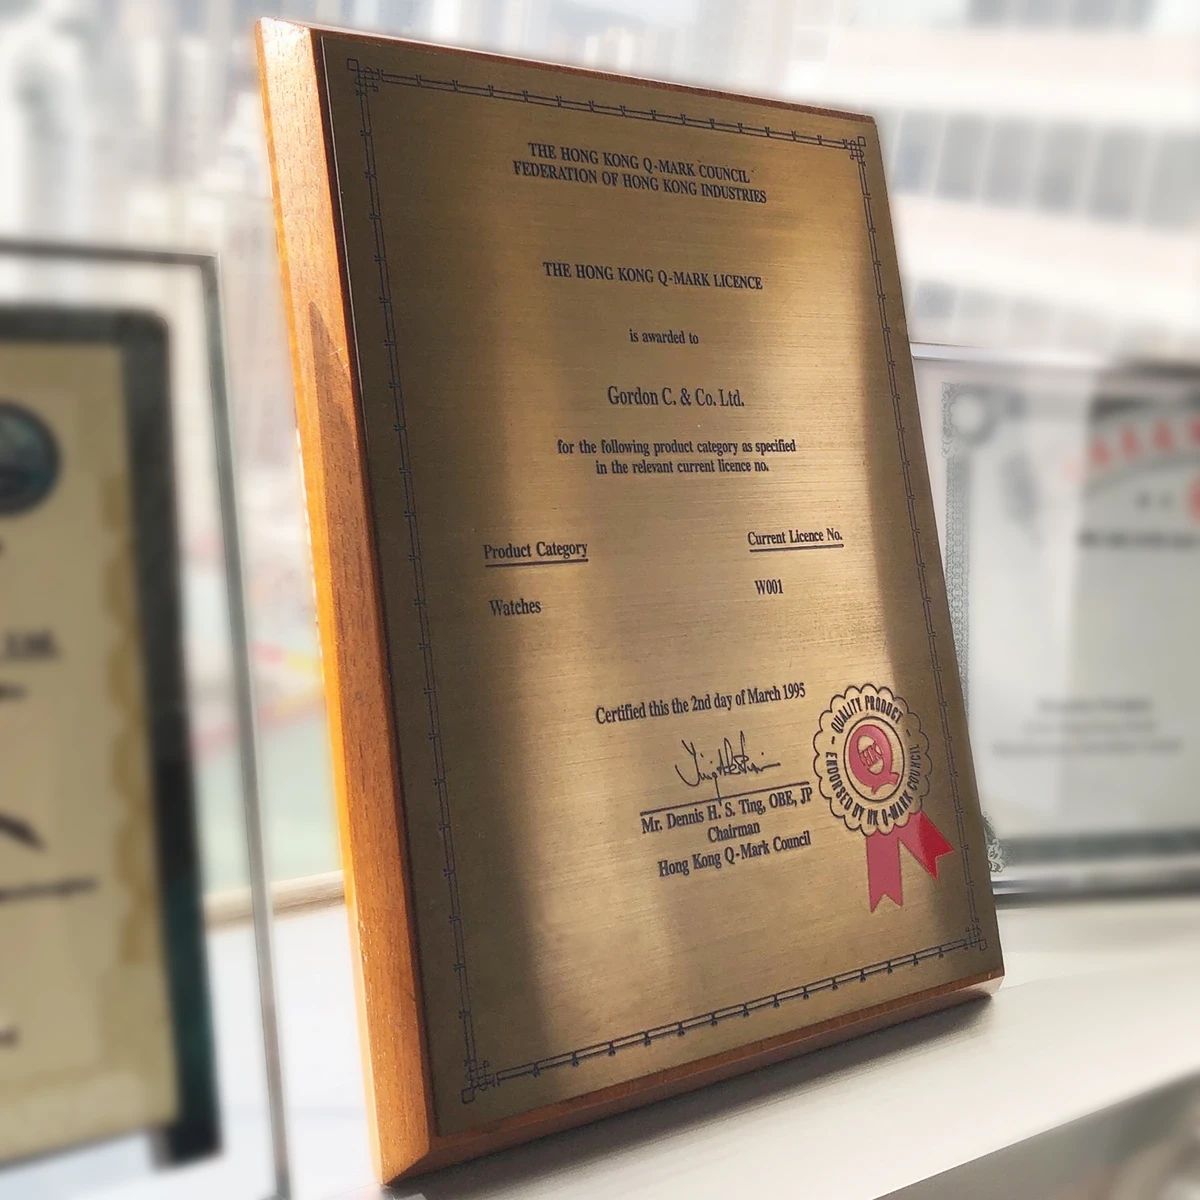 THE HONG KONG Q-MARK COUNCIL
FEDERATION OF HONG KONG INDUSTRIES
THE HONG KONG Q-MARK LICENCE
is awarded to
Gordon C. & Co. Ltd.
for the following product category as specified
in the relevant current licence no.
Product Category
Current Licence No.
Watches
W001
Certified this the 2nd day of March 1995
Mr. Dennis H. S. Ting, OBE, JP
Chairman
Hong Kong Q-Mark Council
QUALITY PRODUCT
ENDORSED BY HK Q-MARK COUNCIL
Ltd.